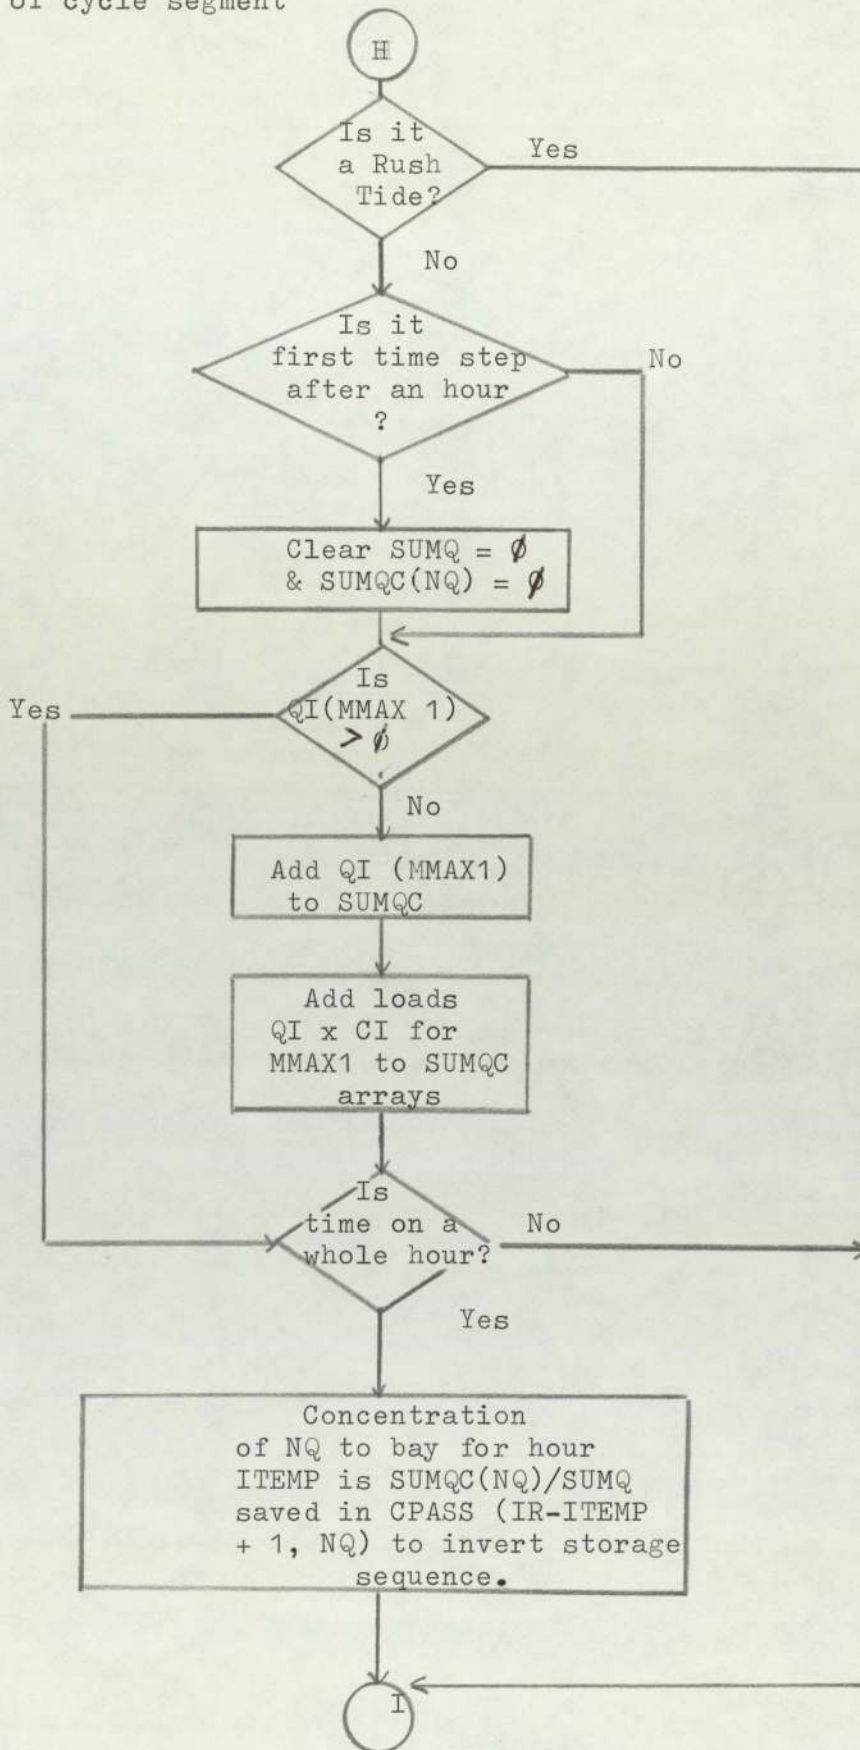 of cycle segment
H
Is it
a Rush
Tide?
Yes
No
Is it
first time step
after an hour
?
No
Yes
Clear SUMQ = ∅
& SUMQC(NQ) = ∅
Is
QI(MMAX 1)
> ∅
Yes
No
Add QI (MMAX1)
to SUMQC
Add loads
QI x CI for
MMAX1 to SUMQC
arrays
Is
time on a
whole hour?
No
Yes
Concentration
of NQ to bay for hour
ITEMP is SUMQC(NQ)/SUMQ
saved in CPASS (IR-ITEMP
+ 1, NQ) to invert storage
sequence.
I